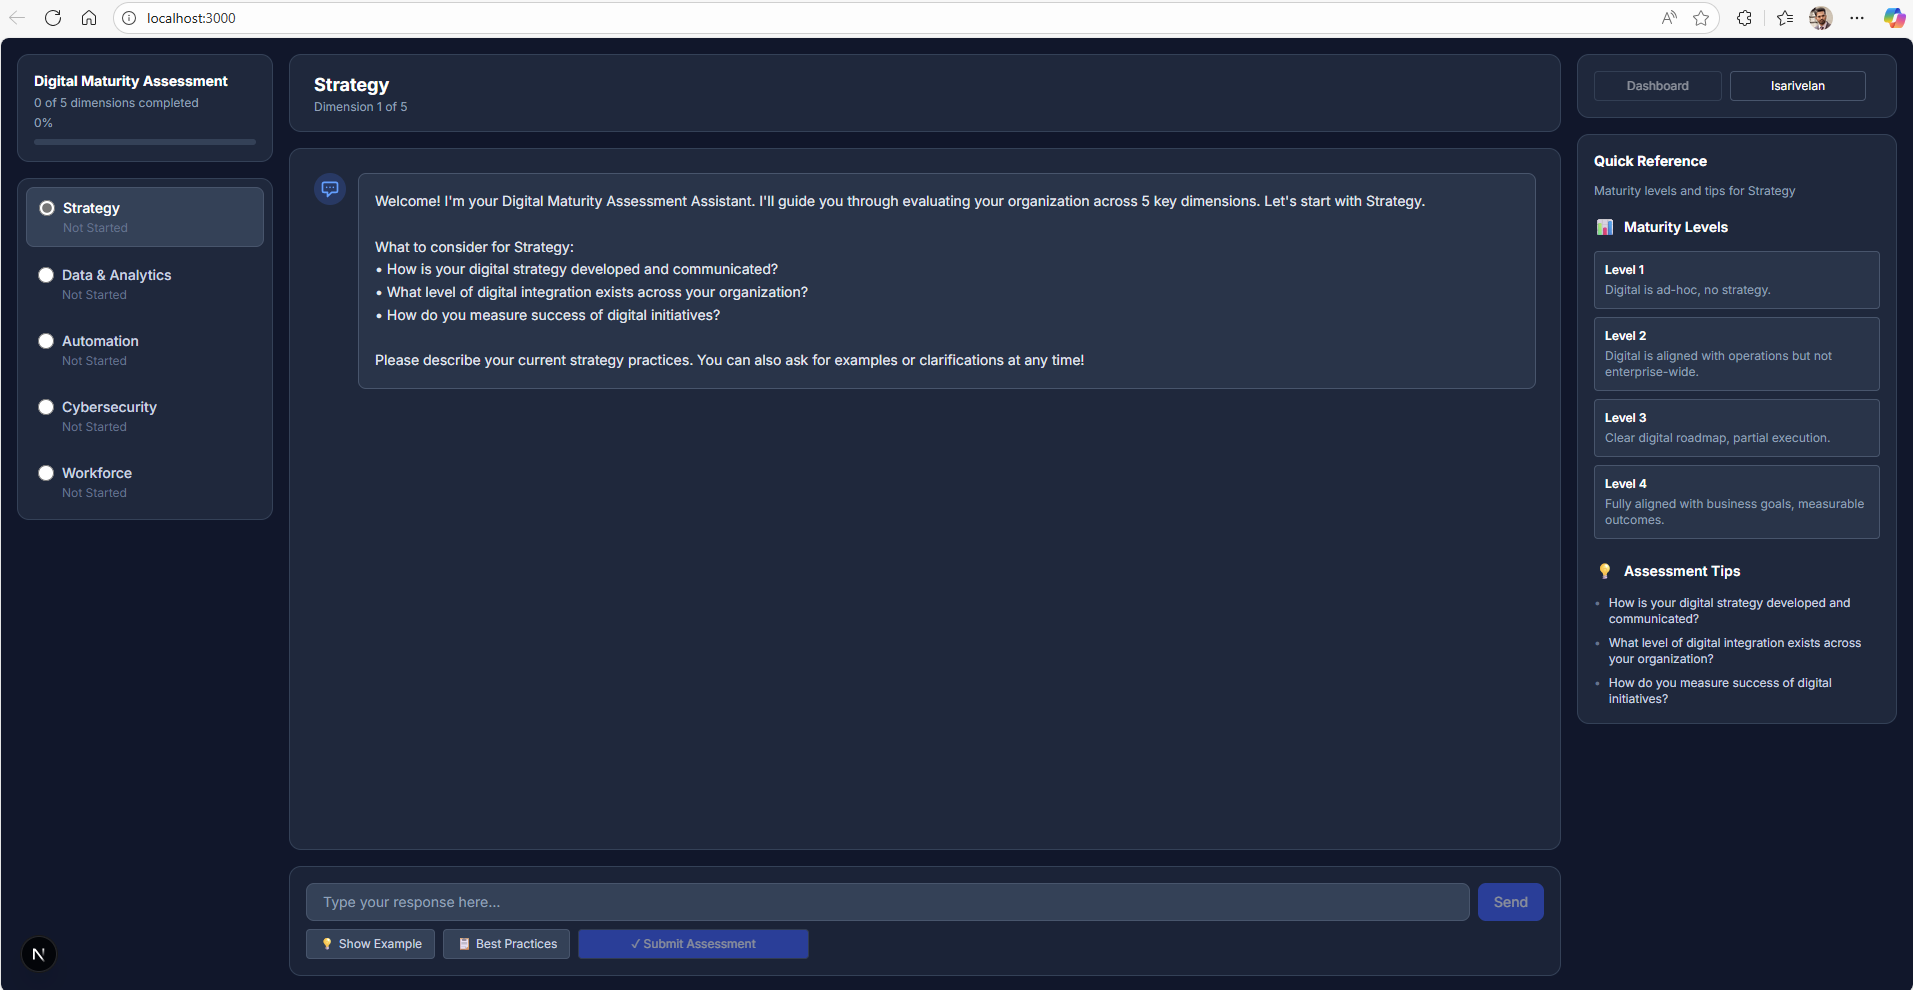 localhost:3000
Digital Maturity Assessment
0 of 5 dimensions completed
0%
Strategy
Not Started
Data & Analytics
Not Started
Automation
Not Started
Cybersecurity
Not Started
Workforce
Not Started
Strategy
Dimension 1 of 5
Welcome! I'm your Digital Maturity Assessment Assistant. I'll guide you through evaluating your organization across 5 key dimensions. Let's start with Strategy.
What to consider for Strategy:
• How is your digital strategy developed and communicated?
• What level of digital integration exists across your organization?
• How do you measure success of digital initiatives?
Please describe your current strategy practices. You can also ask for examples or clarifications at any time!
Type your response here...
Send
Show Example
Best Practices
✓ Submit Assessment
Dashboard
Isarivelan
Quick Reference
Maturity levels and tips for Strategy
Maturity Levels
Level 1
Digital is ad-hoc, no strategy.
Level 2
Digital is aligned with operations but not
enterprise-wide.
Level 3
Clear digital roadmap, partial execution.
Level 4
Fully aligned with business goals, measurable
outcomes.
Assessment Tips
• How is your digital strategy developed and
communicated?
• What level of digital integration exists across
your organization?
• How do you measure success of digital
initiatives?
N